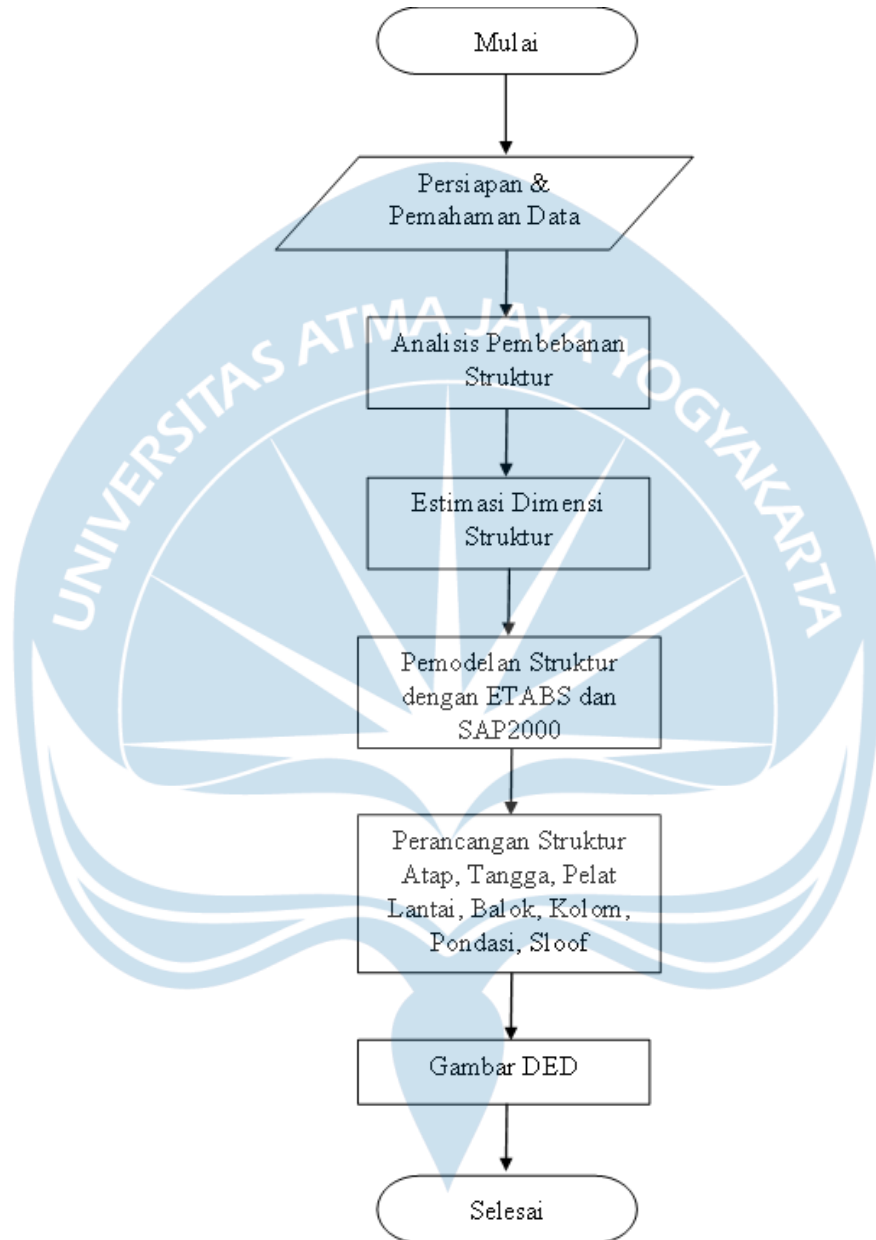 Mulai
Persiapan &
Pemahaman Data
UNIVERSITAS ATMA JAYA YOGYAKARTA
Analisis Pembebanan
Struktur
Estimasi Dimensi
Struktur
Pemodelan Struktur
dengan ETABS dan
SAP2000
Perancangan Struktur
Atap, Tangga, Pelat
Lantai, Balok, Kolom,
Pondasi, Sloof
Gambar DED
Selesai